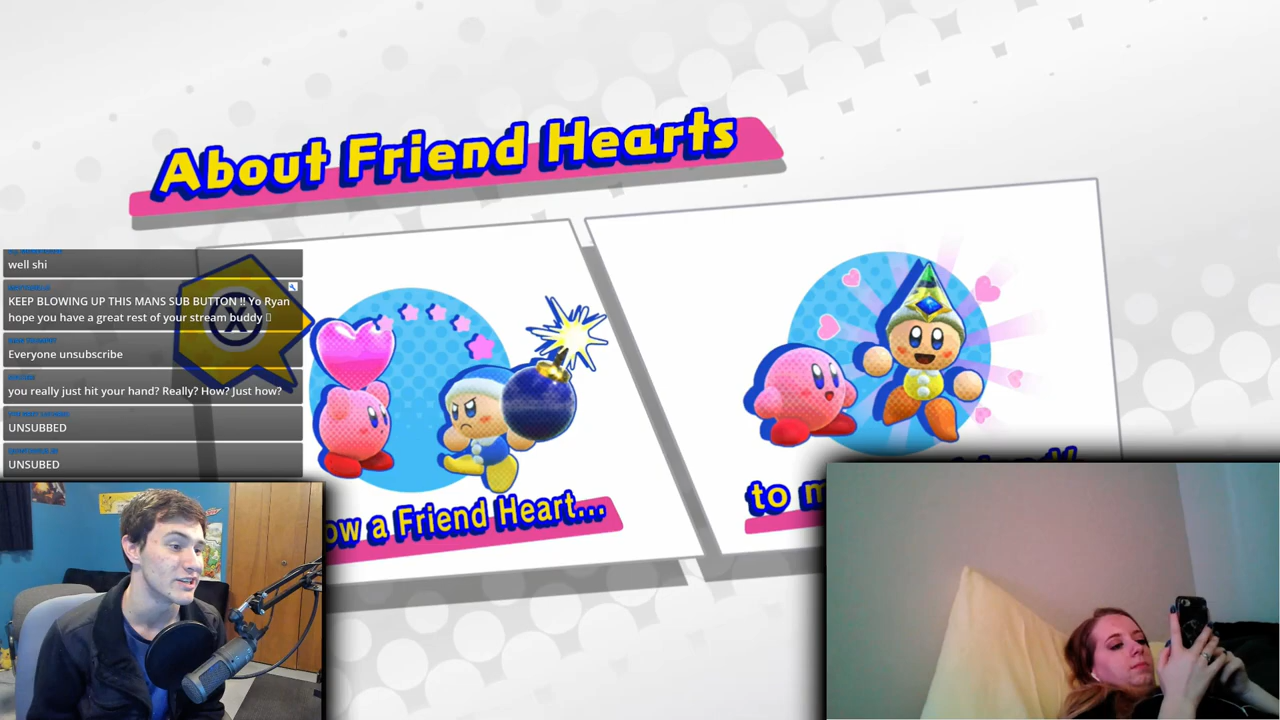 About Friend Hearts
well shi
KEEP BLOWING UP THIS MANS SUB BUTTON !! Yo Ryan
hope you have a great rest of your stream buddy
Everyone unsubscribe
you really just hit your hand? Really? How? Just how?
UNSUBBED
UNSUBED
X
ow a Friend Heart...
to m